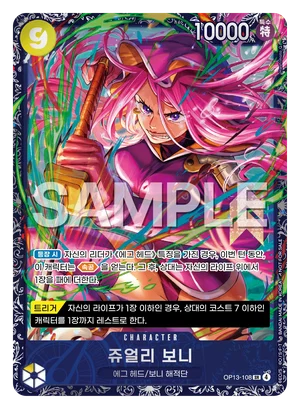 9
10000
특수
特
SAMPLE
등장 시 자신의 리더가 《에그 헤드》 특징을 가진 경우, 이번 턴 동안,
이 캐릭터는 속공 을 얻는다. 그 후, 상대는 자신의 라이프 위에서
1장을 패에 더한다.
트리거 자신의 라이프가 1장 이하인 경우, 상대의 코스트 7 이하인
캐릭터를 1장까지 레스트로 한다.
CHARACTER
쥬얼리 보니
에그 헤드/보니 해적단
OP13-108